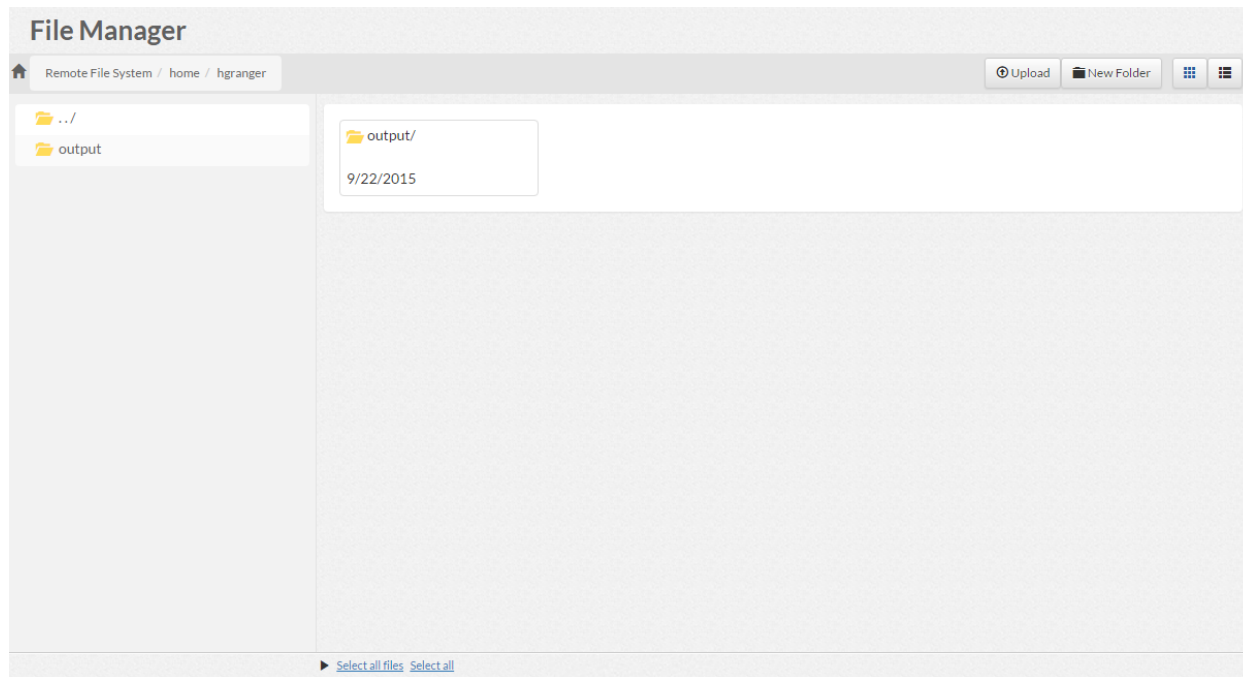 File Manager
Remote File System / home / hgranger
Upload
New Folder
../
output
output/
9/22/2015
Select all files Select all